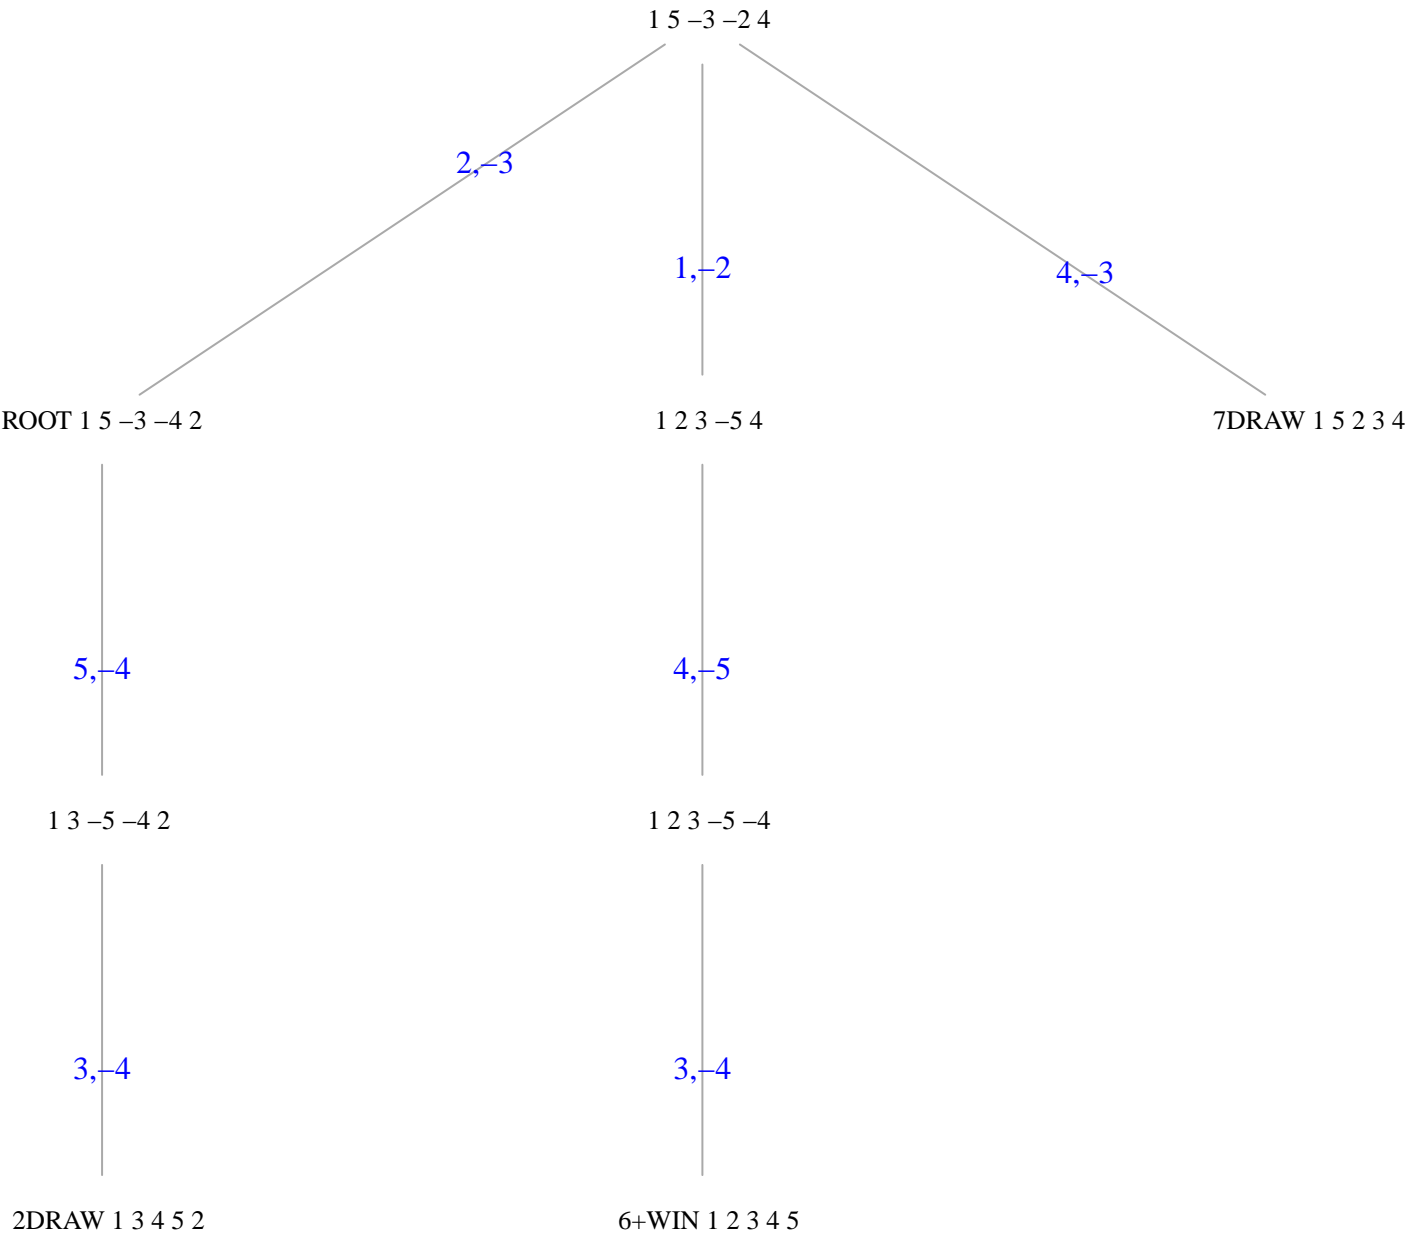 1 5 –3 –2 4
2,–3
1,–2
4,–3
ROOT 1 5 –3 –4 2
1 2 3 –5 4
7DRAW 1 5 2 3 4
5,–4
4,–5
1 3 –5 –4 2
1 2 3 –5 –4
3,–4
3,–4
2DRAW 1 3 4 5 2
6+WIN 1 2 3 4 5